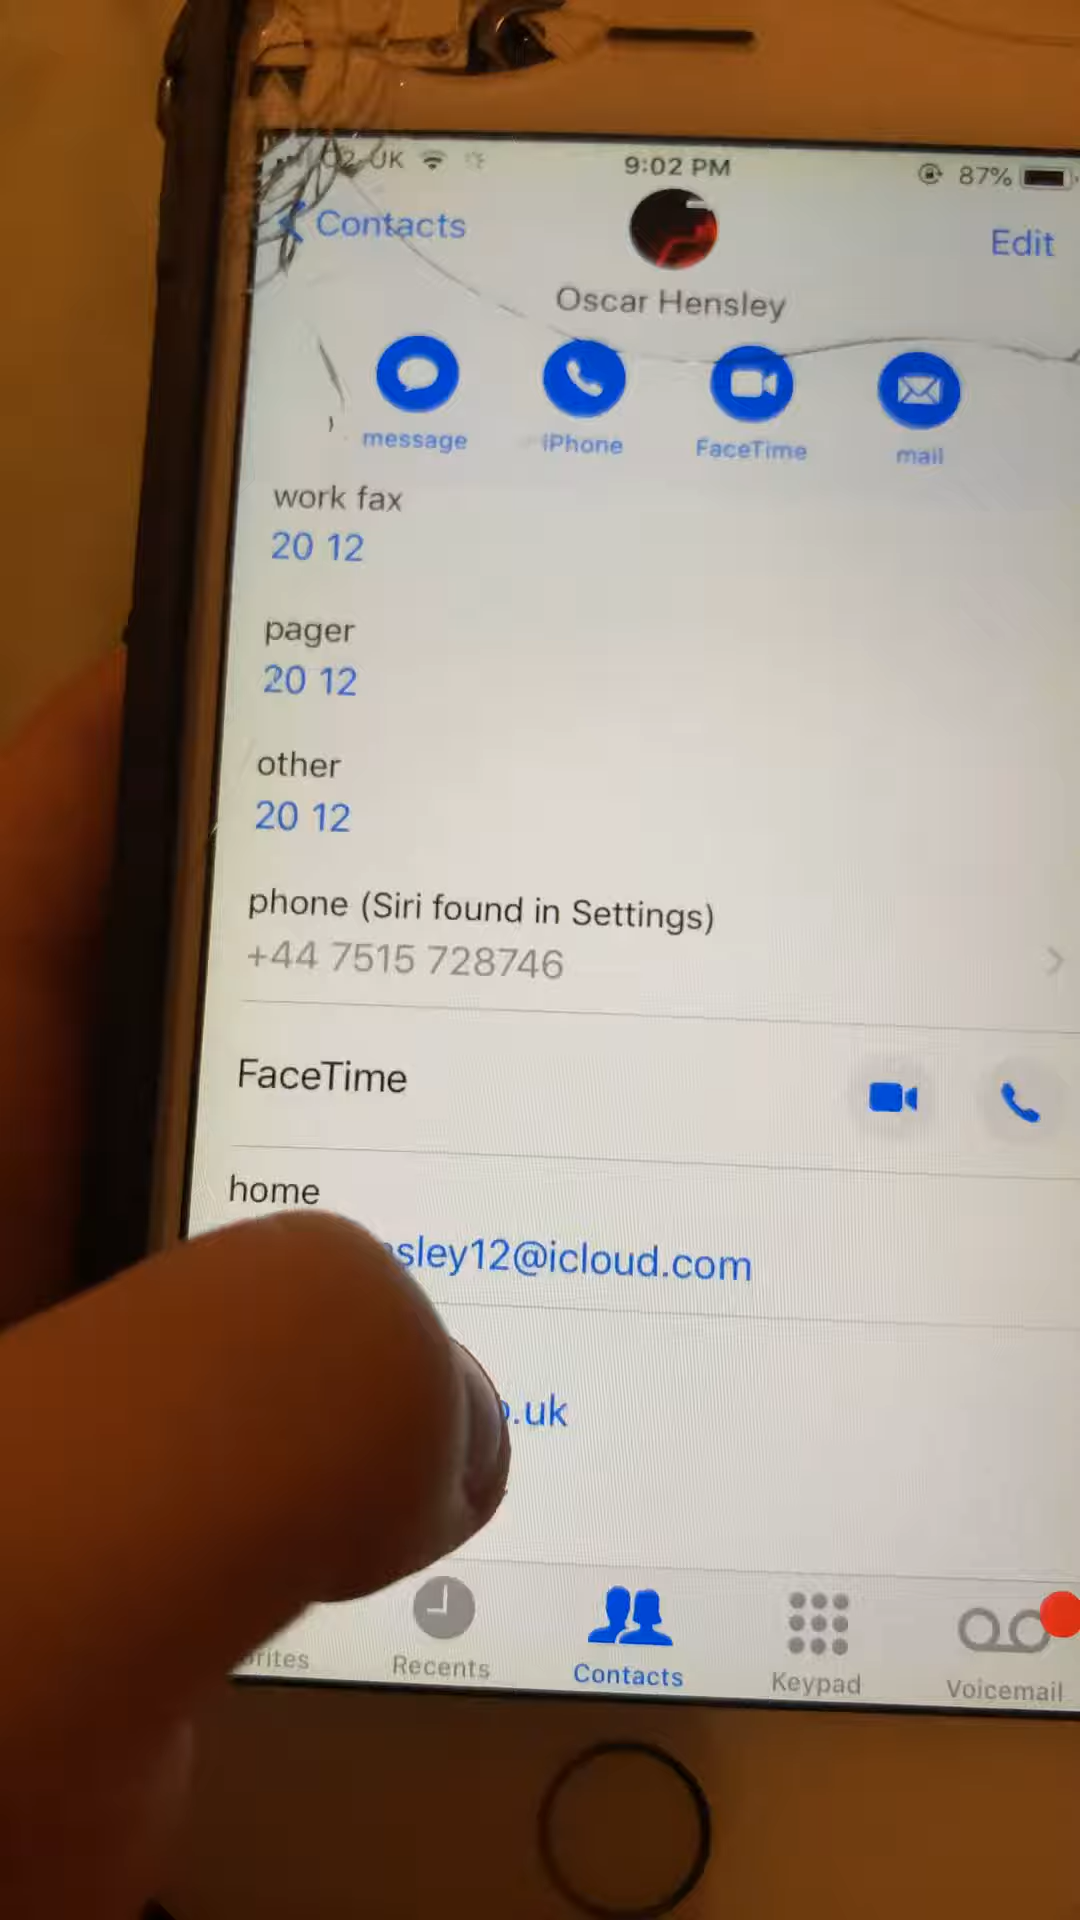 O2-UK 9:02 PM 87%
Contacts Edit
Oscar Hensley
message iPhone FaceTime mail
work fax
20 12
pager
20 12
other
20 12
phone (Siri found in Settings)
+44 7515 728746
FaceTime
home
sley12@icloud.com
.uk
rites Recents Contacts Keypad Voicemail